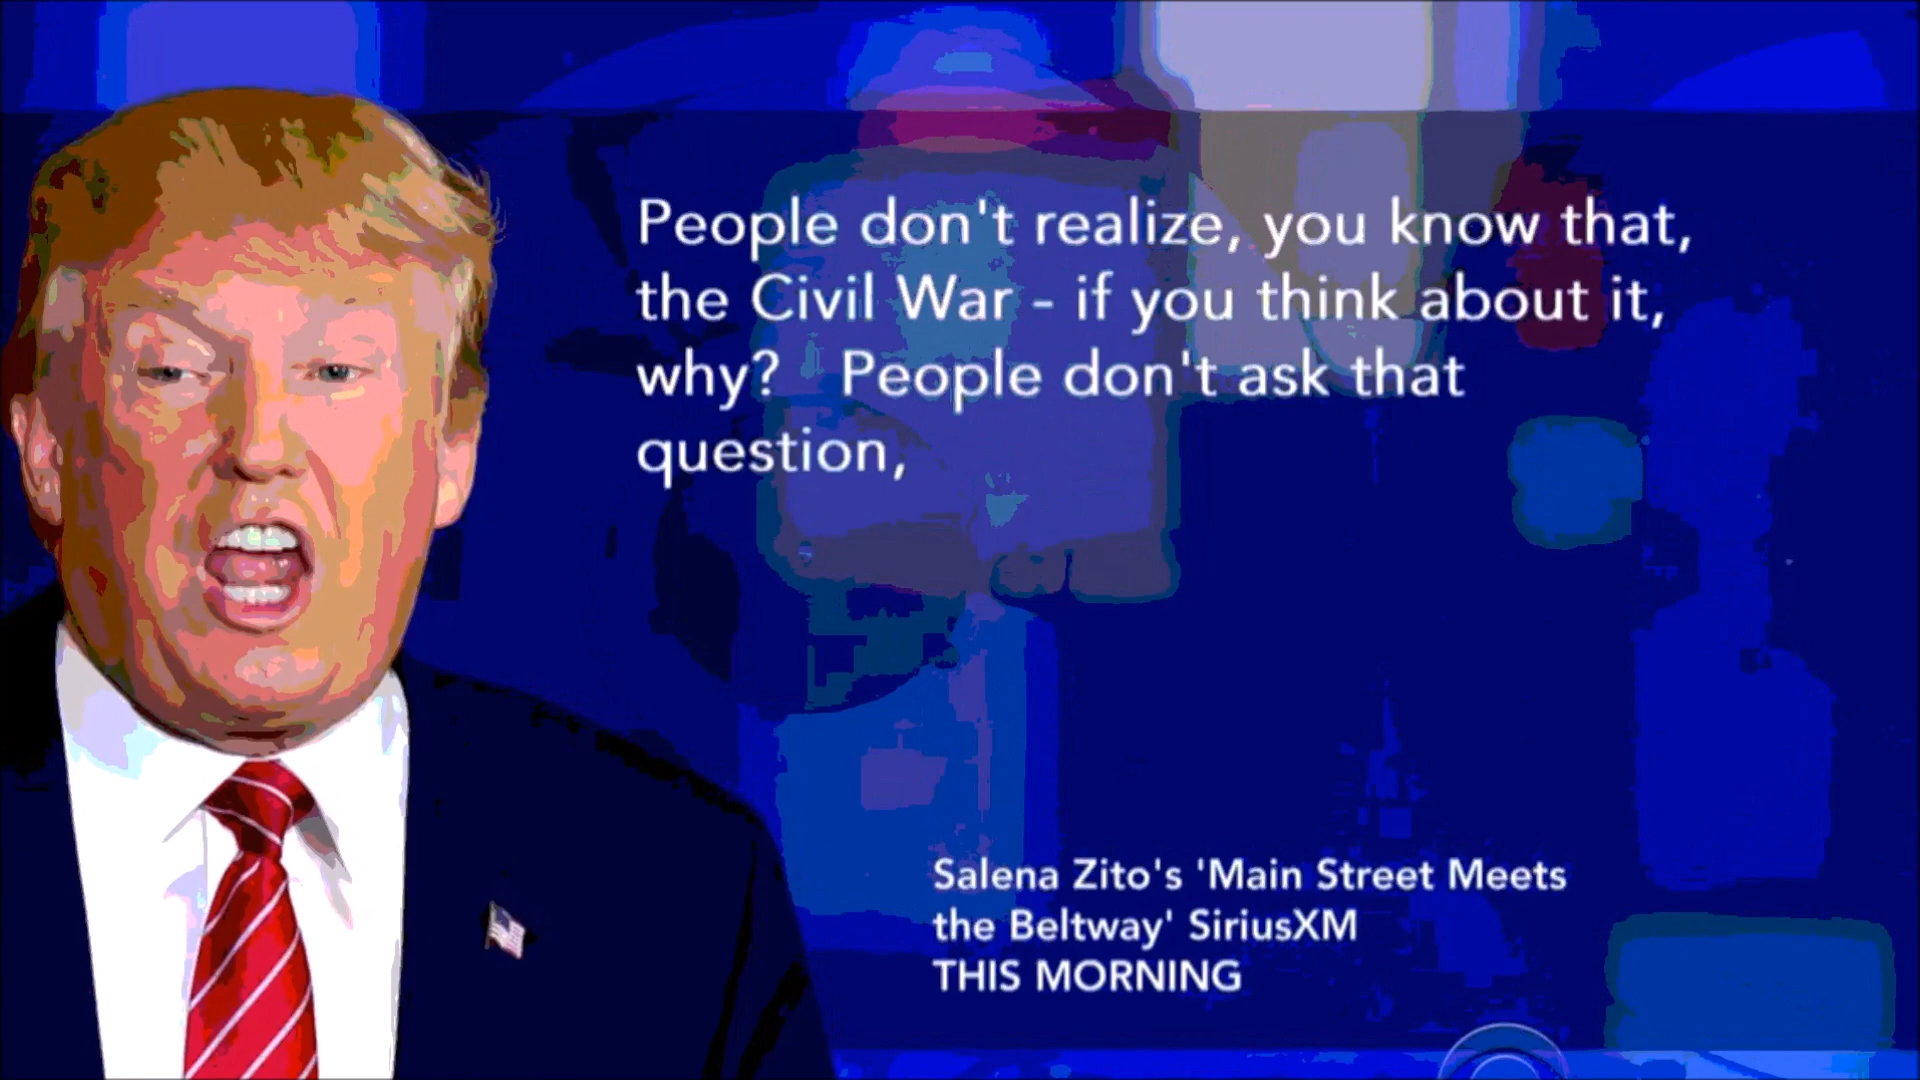 People don't realize, you know that,
the Civil War - if you think about it,
why? People don't ask that
question,
Salena Zito's 'Main Street Meets
the Beltway' SiriusXM
THIS MORNING